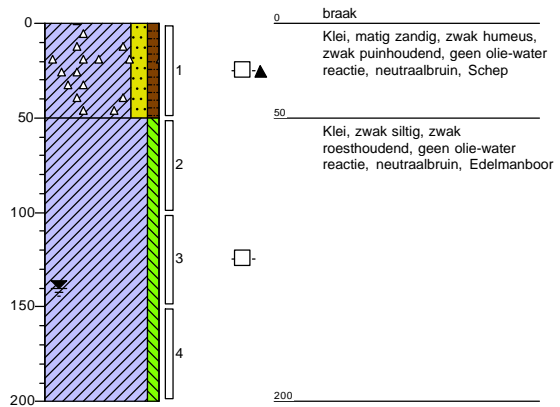 0
50
100
150
200
1
2
3
4
0
braak
Klei, matig zandig, zwak humeus,
zwak puinhoudend, geen olie-water
reactie, neutraalbruin, Schep
50
Klei, zwak siltig, zwak
roesthoudend, geen olie-water
reactie, neutraalbruin, Edelmanboor
200